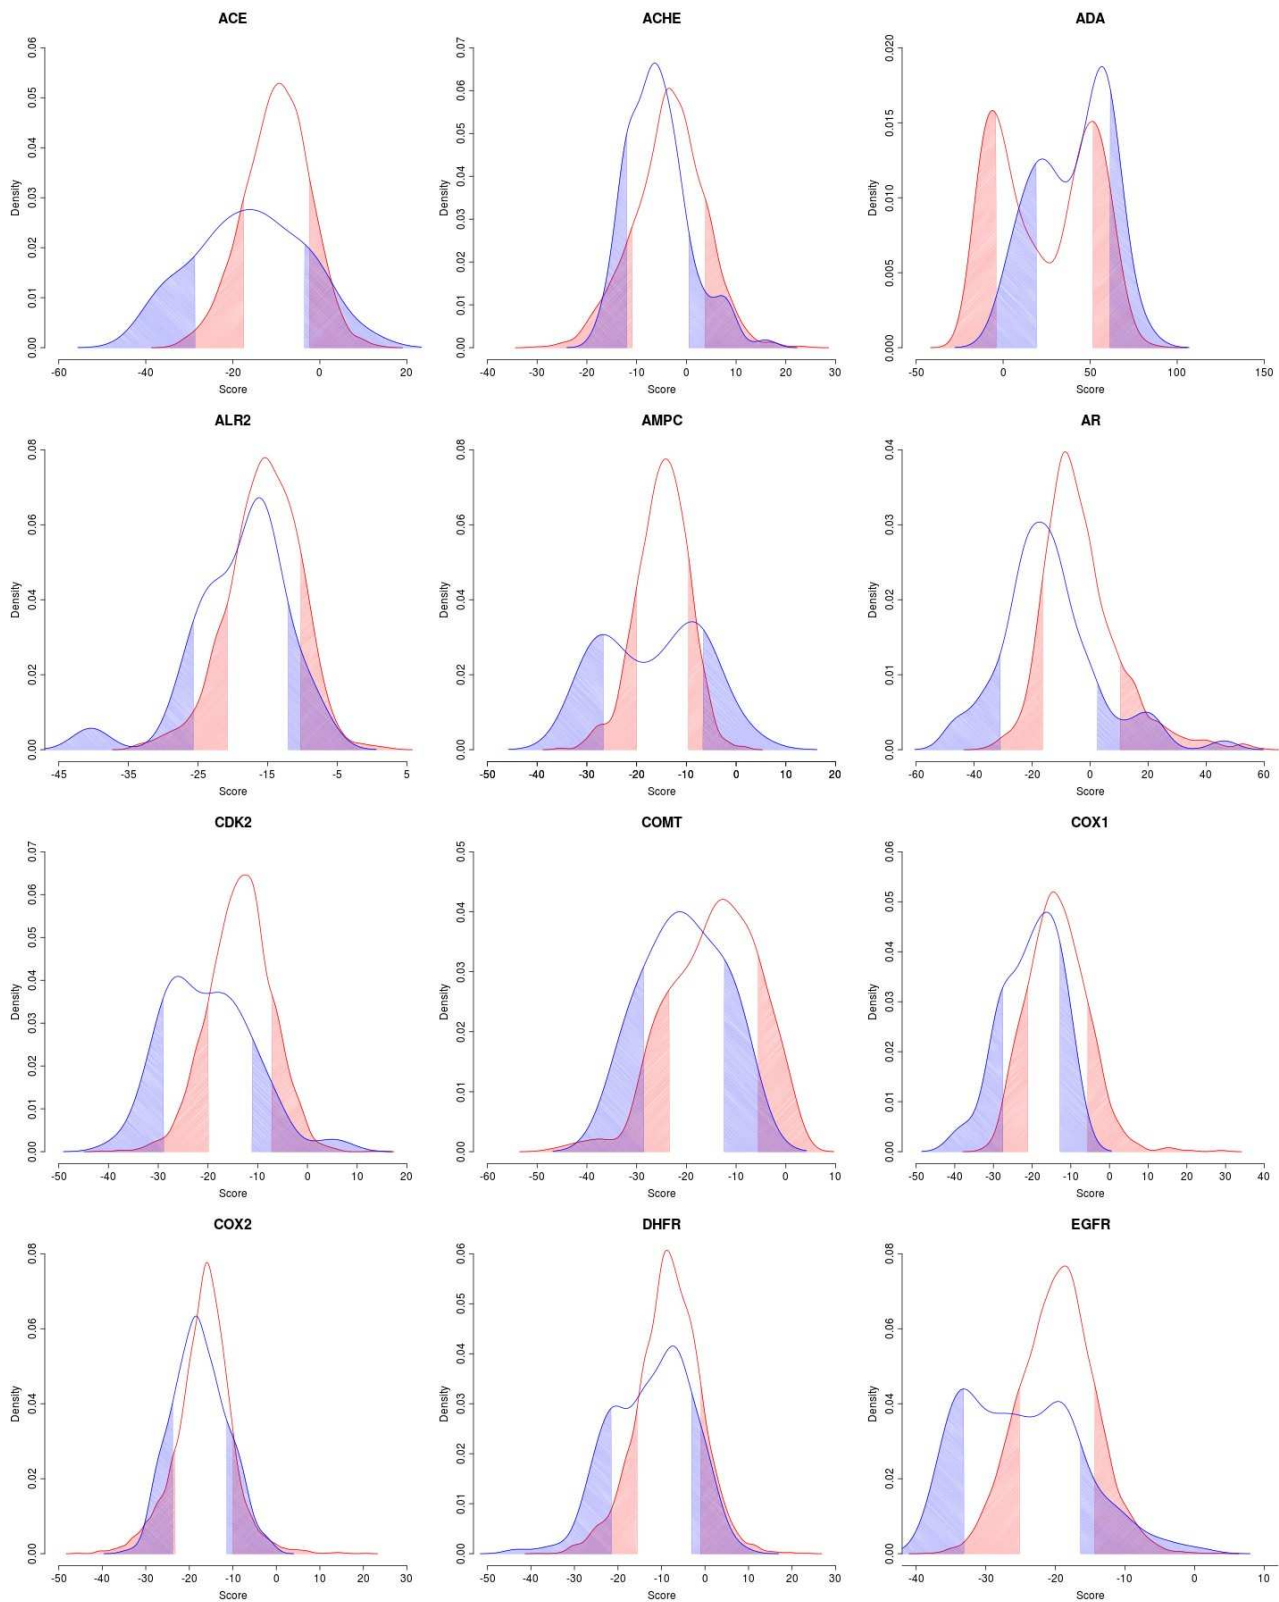 ACE
ACHE
ADA
Density
0.00 0.01 0.02 0.03 0.04 0.05 0.06
-60 -40 -20 0 20
Score
Density
0.00 0.01 0.02 0.03 0.04 0.05 0.06 0.07
-40 -30 -20 -10 0 10 20 30
Score
Density
0.000 0.005 0.010 0.015 0.020
-50 0 50 100 150
Score
ALR2
AMPC
AR
Density
0.00 0.02 0.04 0.06 0.08
-45 -35 -25 -15 -5 5
Score
Density
0.00 0.02 0.04 0.06 0.08
-50 -40 -30 -20 -10 0 10 20
Score
Density
0.00 0.01 0.02 0.03 0.04
-60 -40 -20 0 20 40 60
Score
CDK2
COMT
COX1
Density
0.00 0.01 0.02 0.03 0.04 0.05 0.06 0.07
-50 -40 -30 -20 -10 0 10 20
Score
Density
0.00 0.01 0.02 0.03 0.04 0.05
-60 -50 -40 -30 -20 -10 0 10
Score
Density
0.00 0.01 0.02 0.03 0.04 0.05 0.06
-50 -40 -30 -20 -10 0 10 20 30 40
Score
COX2
DHFR
EGFR
Density
0.00 0.02 0.04 0.06 0.08
-50 -40 -30 -20 -10 0 10 20 30
Score
Density
0.00 0.01 0.02 0.03 0.04 0.05 0.06
-50 -40 -30 -20 -10 0 10 20 30
Score
Density
0.00 0.02 0.04 0.06 0.08
-40 -30 -20 -10 0 10
Score